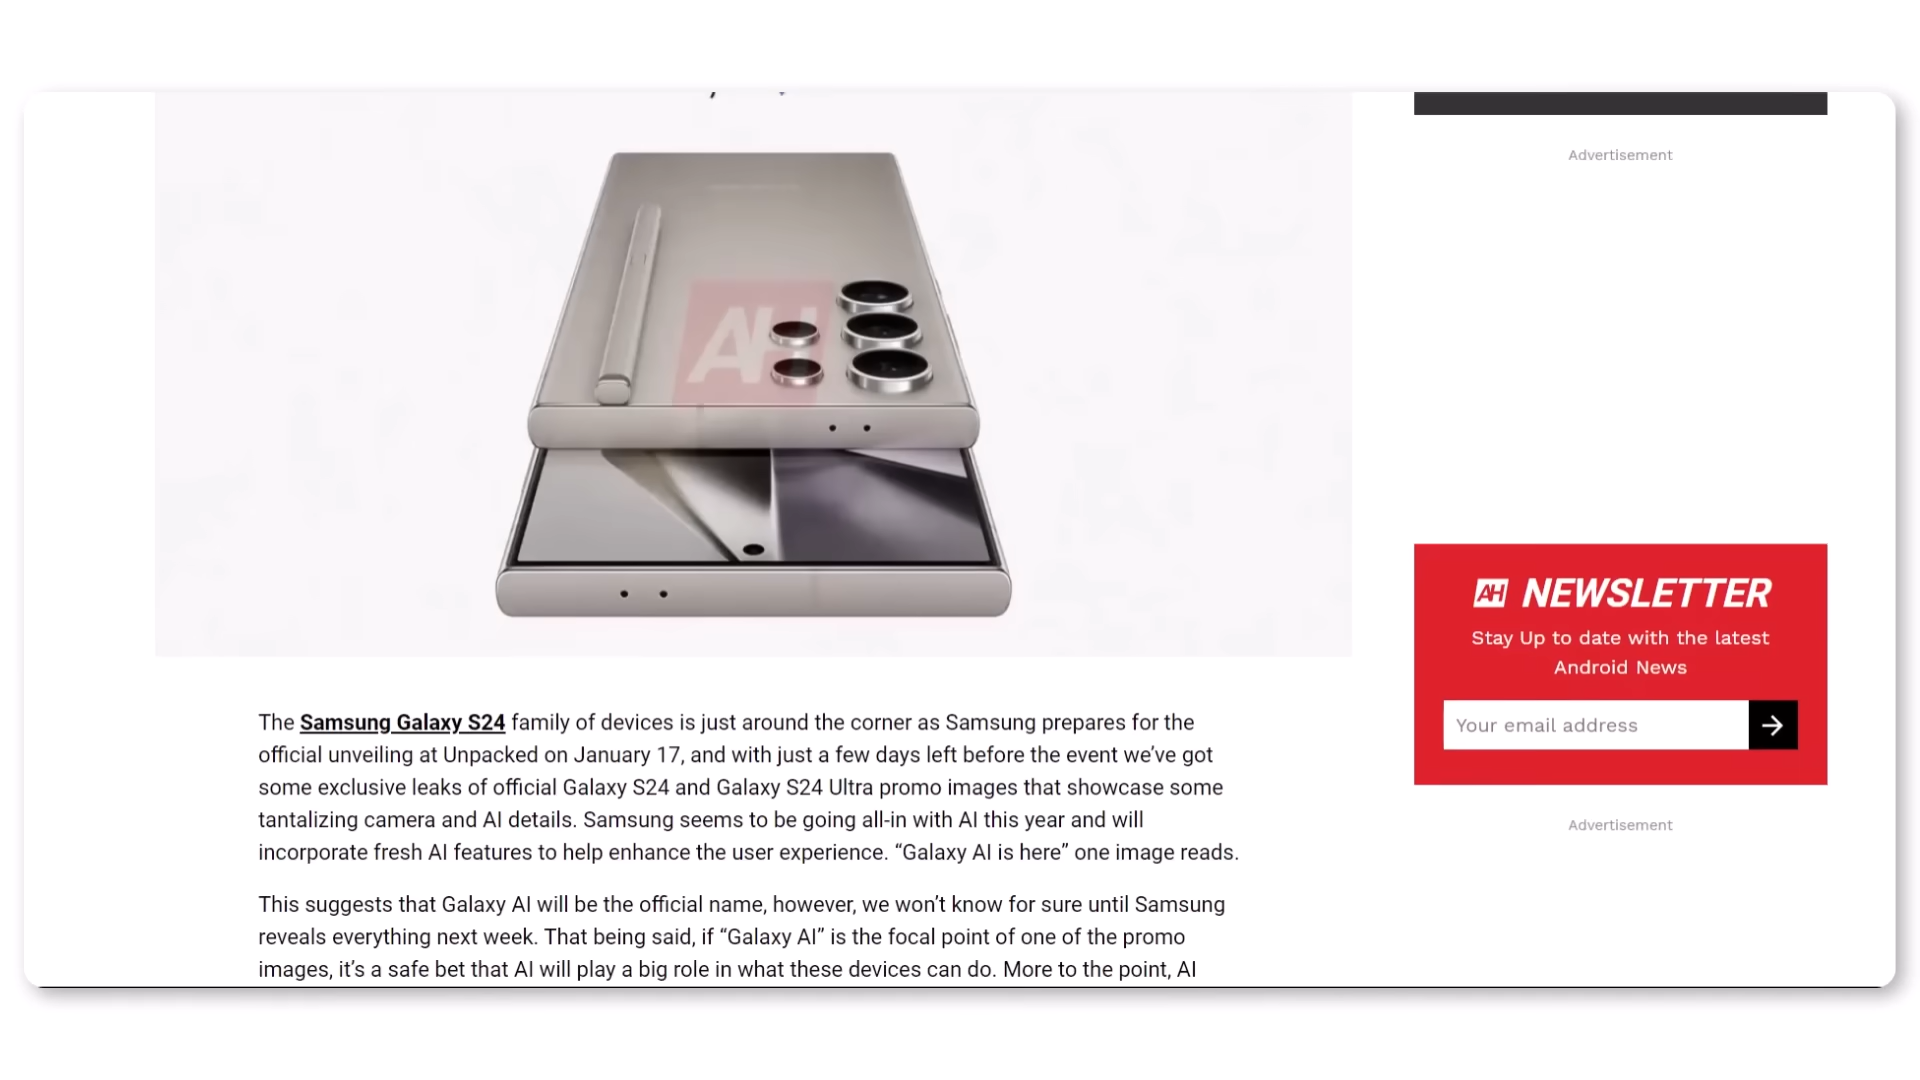 Advertisement
AH
The Samsung Galaxy S24 family of devices is just around the corner as Samsung prepares for the
official unveiling at Unpacked on January 17, and with just a few days left before the event we’ve got
some exclusive leaks of official Galaxy S24 and Galaxy S24 Ultra promo images that showcase some
tantalizing camera and AI details. Samsung seems to be going all-in with AI this year and will
incorporate fresh AI features to help enhance the user experience. “Galaxy AI is here” one image reads.
This suggests that Galaxy AI will be the official name, however, we won’t know for sure until Samsung
reveals everything next week. That being said, if “Galaxy AI” is the focal point of one of the promo
images, it’s a safe bet that AI will play a big role in what these devices can do. More to the point, AI
AH NEWSLETTER
Stay Up to date with the latest
Android News
Your email address
Advertisement